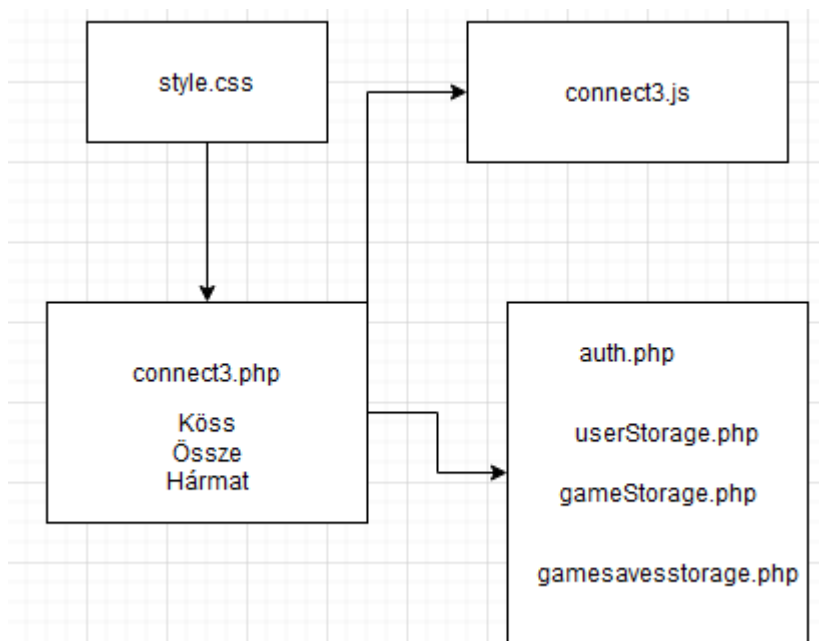 style.css
connect3.js
connect3.php
Köss
Össze
Hármat
auth.php
userStorage.php
gameStorage.php
gamesavesstorage.php